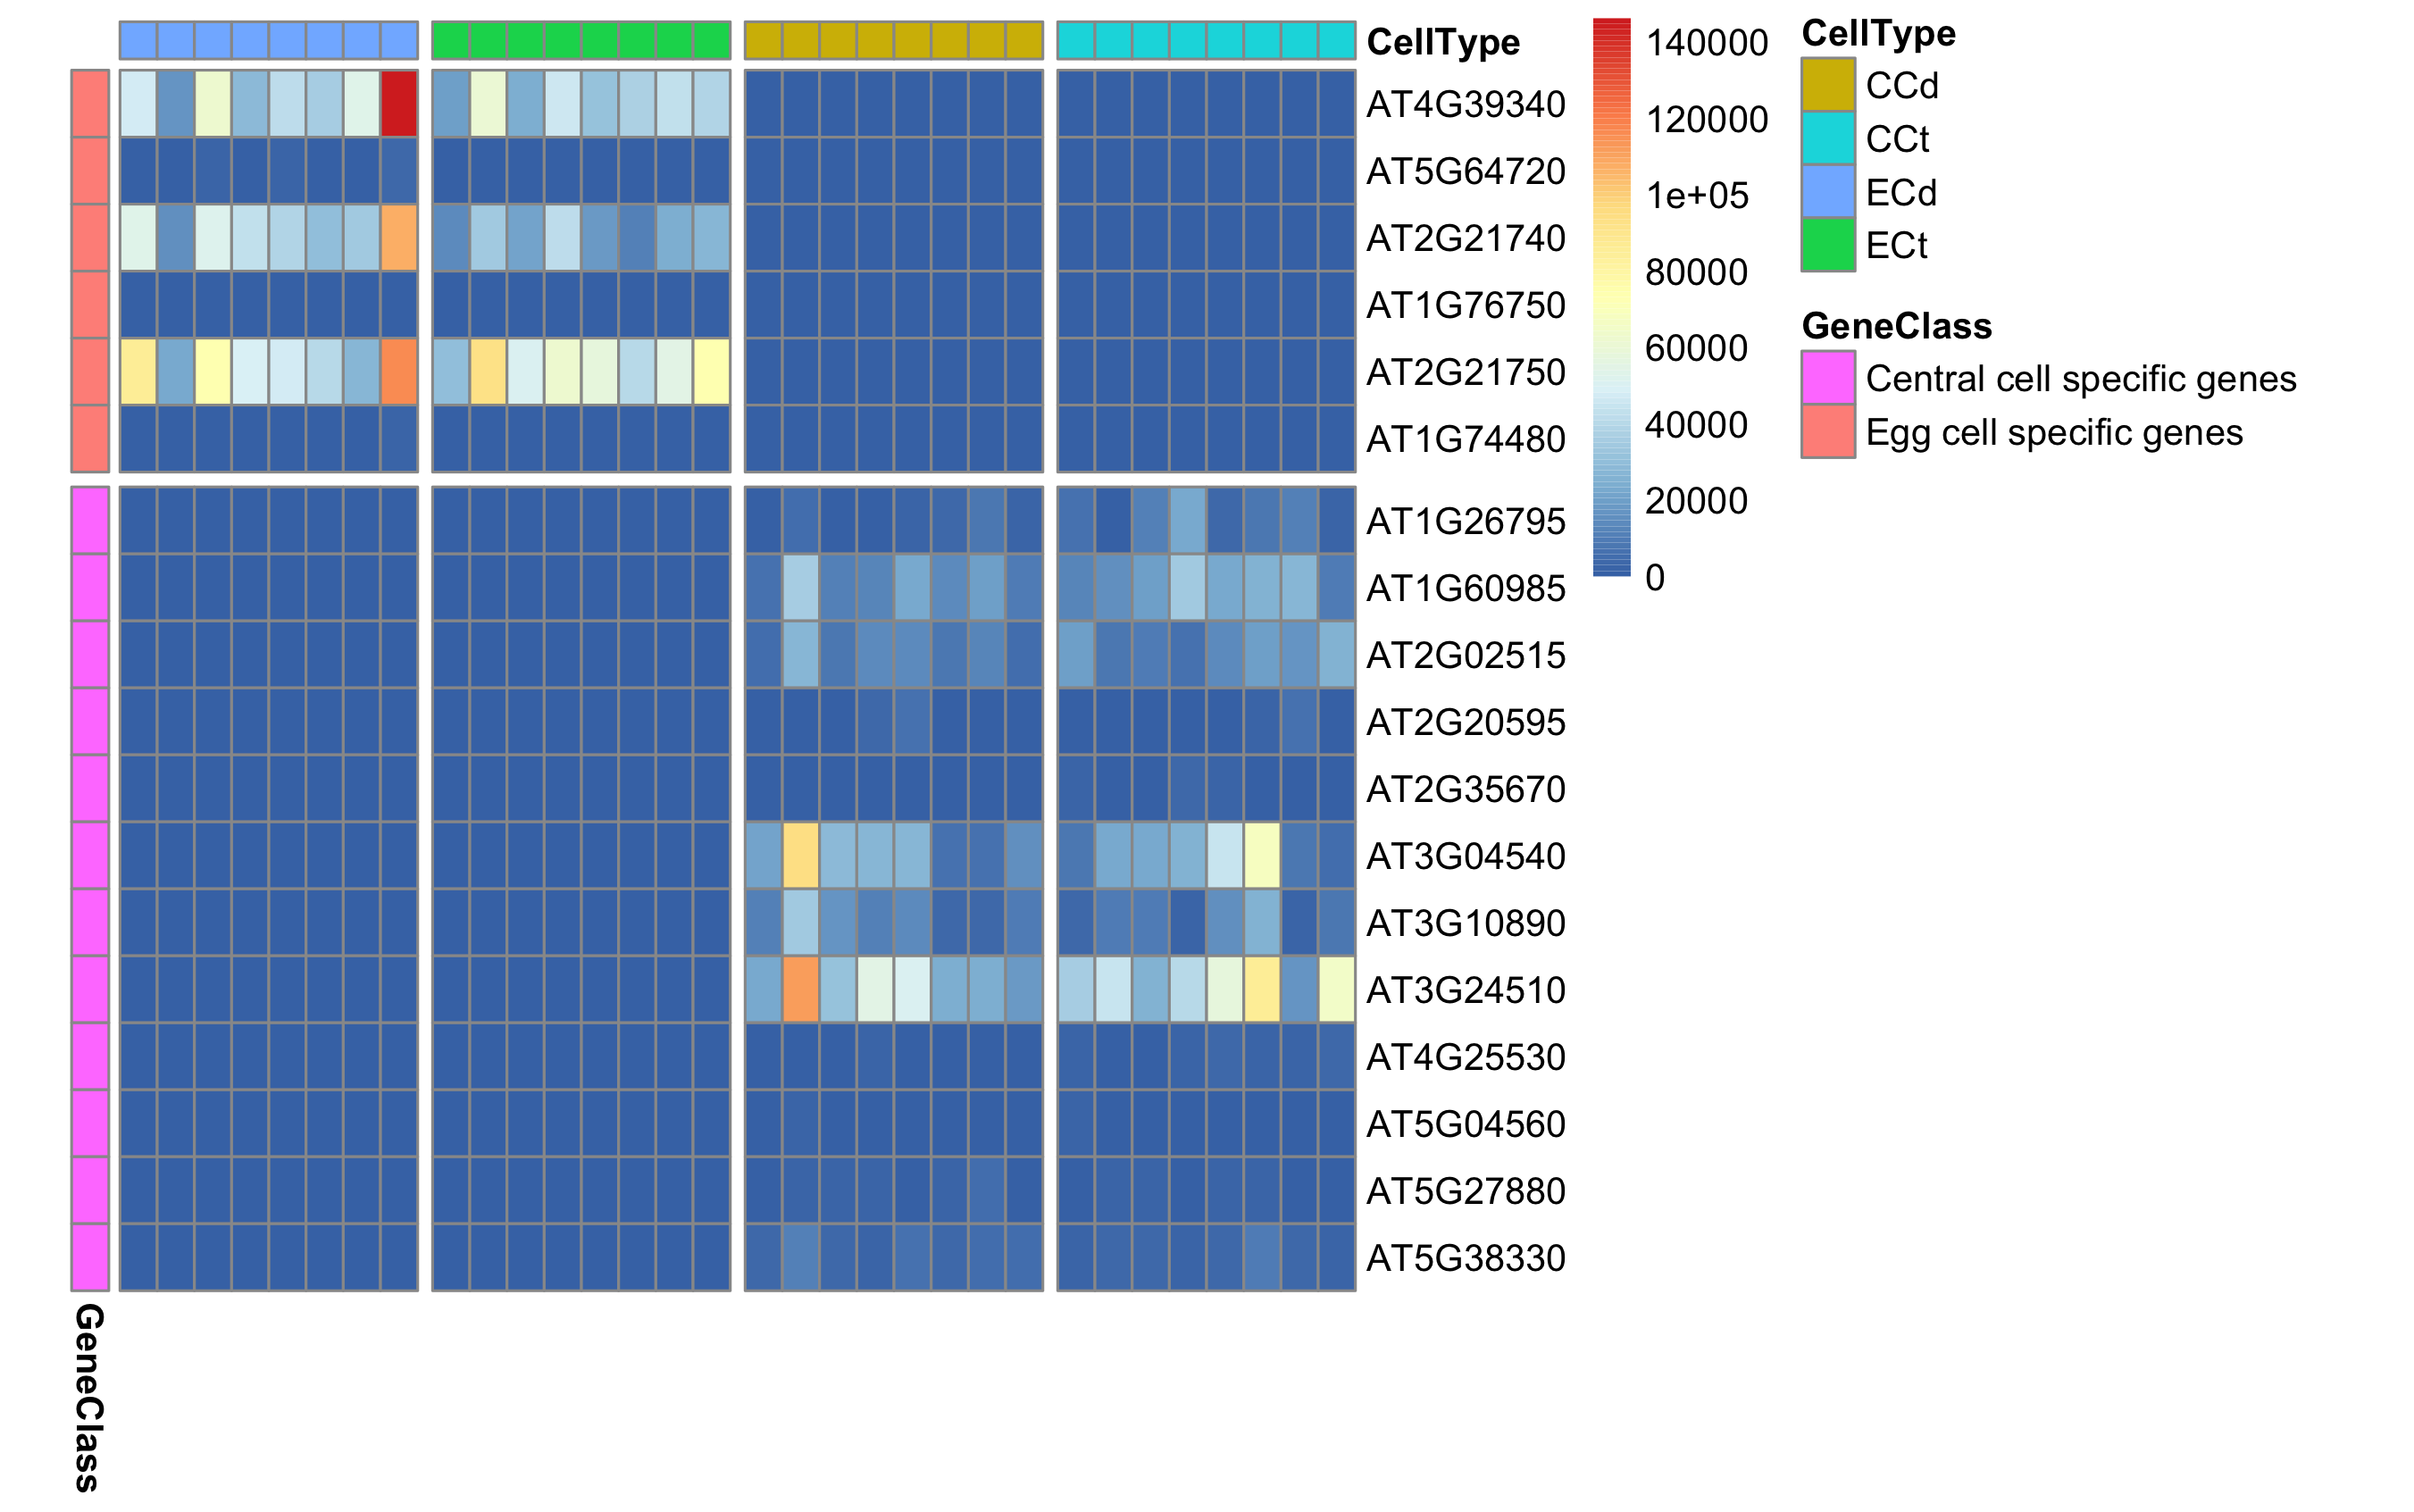 CellType
AT4G39340
AT5G64720
AT2G21740
AT1G76750
AT2G21750
AT1G74480
AT1G26795
AT1G60985
AT2G02515
AT2G20595
AT2G35670
AT3G04540
AT3G10890
AT3G24510
AT4G25530
AT5G04560
AT5G27880
AT5G38330
GeneClass
140000
120000
1e+05
80000
60000
40000
20000
0
CellType
CCd
CCt
ECd
ECt
GeneClass
Central cell specific genes
Egg cell specific genes